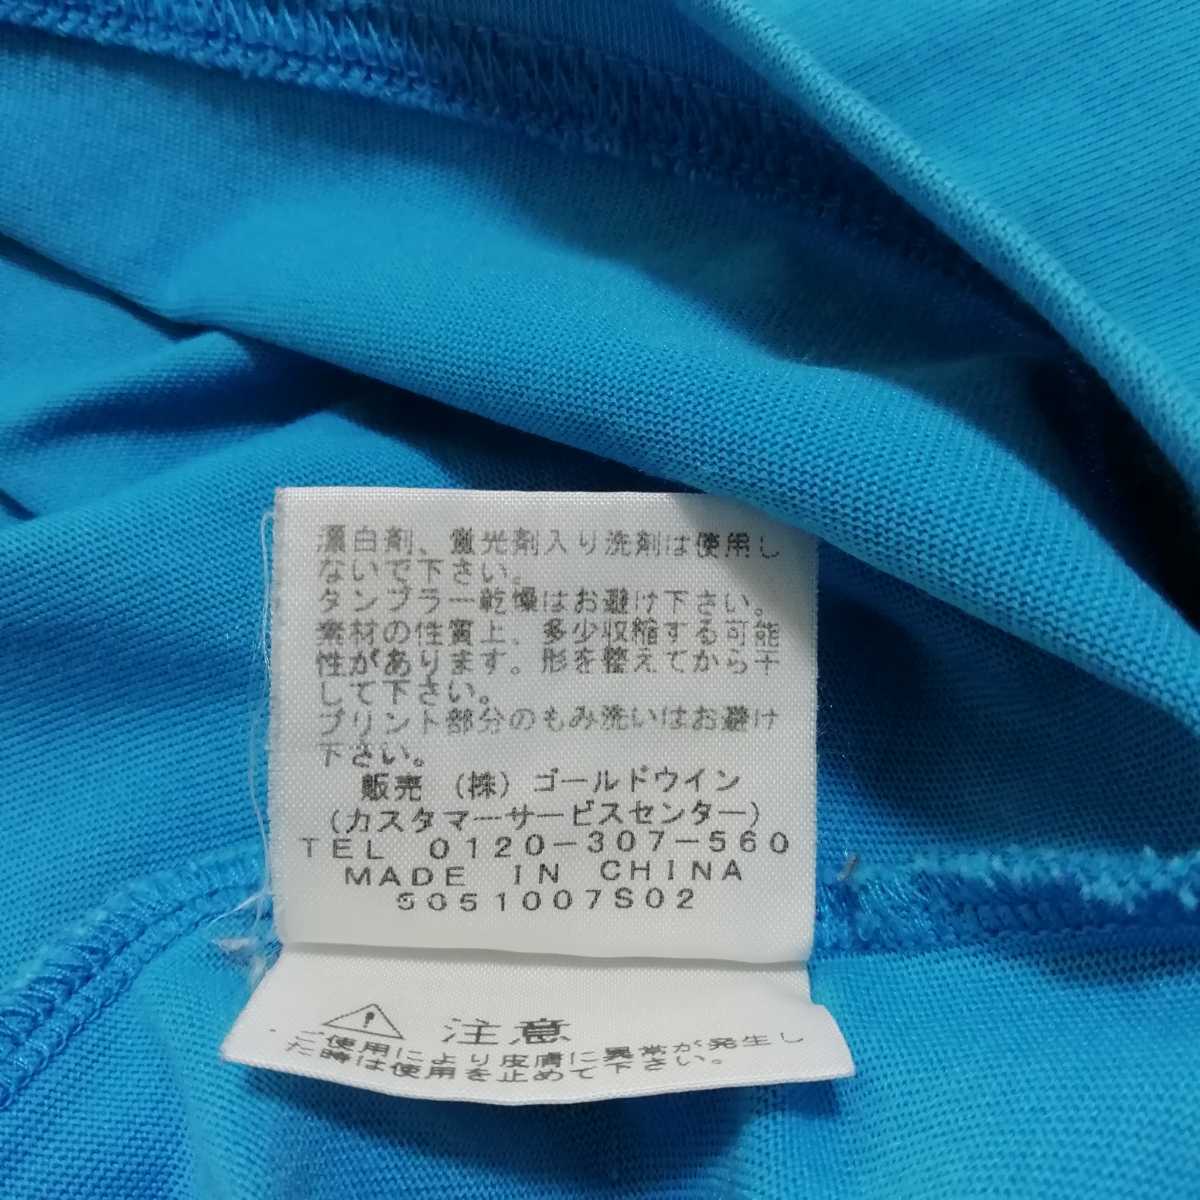 漂白剤、蛍光剤入り洗剤は使用し
ないで下さい。
タンブラー乾燥はお避け下さい。
素材の性質上、多少収縮する可能
性があります。形を整えてから干
して下さい。
プリント部分のもみ洗いはお避け
下さい。
販売 (株) ゴールドウイン
(カスタマーサービスセンター)
TEL 0120-307-560
MADE IN CHINA
5051007S02
注意
ご使用により皮膚に異常が発生し
た時は使用を止めて下さい。